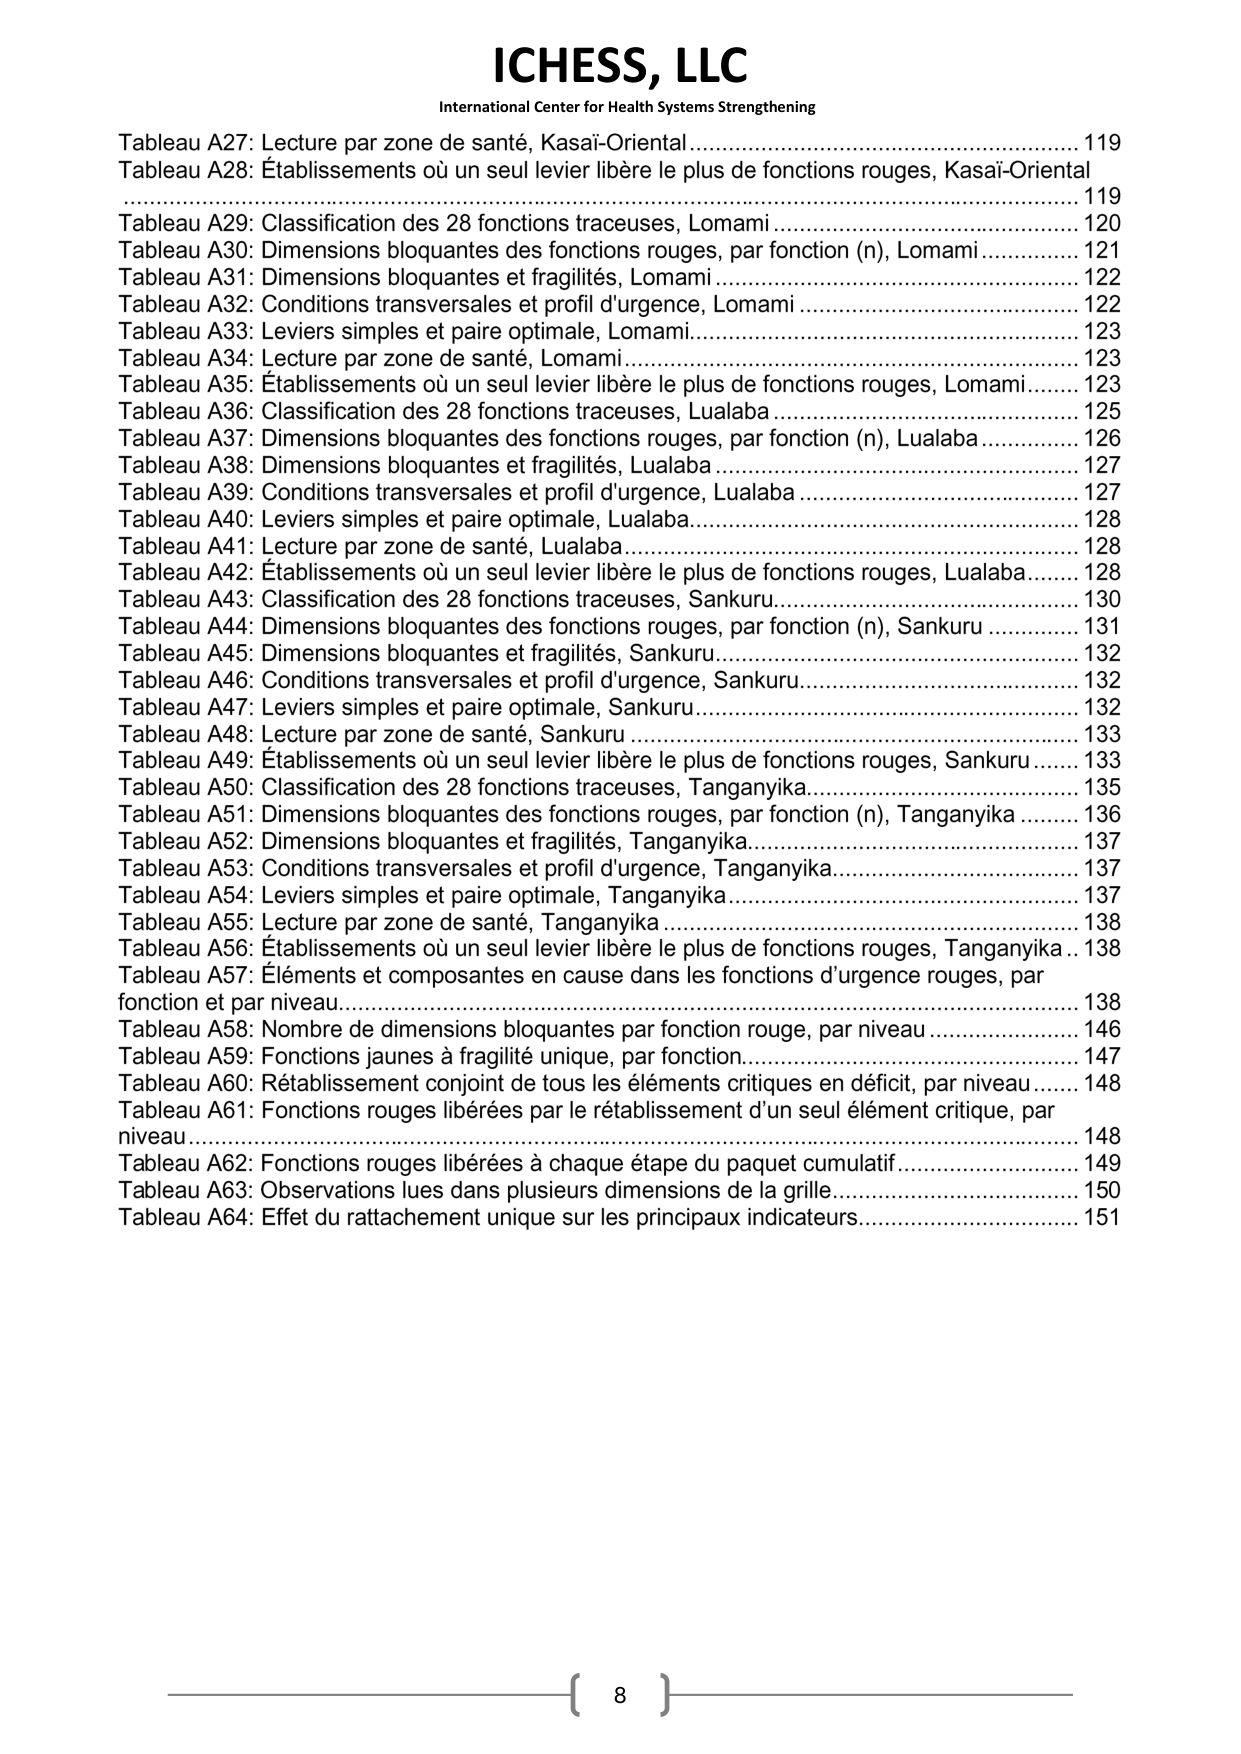 ICHESS, LLC
International Center for Health Systems Strengthening
Tableau A27: Lecture par zone de santé, Kasaï-Oriental............................................................ 119
Tableau A28: Établissements où un seul levier libère le plus de fonctions rouges, Kasaï-Oriental
.................................................................................................................................................. 119
Tableau A29: Classification des 28 fonctions traceuses, Lomami ............................................... 120
Tableau A30: Dimensions bloquantes des fonctions rouges, par fonction (n), Lomami ............... 121
Tableau A31: Dimensions bloquantes et fragilités, Lomami ........................................................ 122
Tableau A32: Conditions transversales et profil d'urgence, Lomami ........................................... 122
Tableau A33: Leviers simples et paire optimale, Lomami........................................................... 123
Tableau A34: Lecture par zone de santé, Lomami...................................................................... 123
Tableau A35: Établissements où un seul levier libère le plus de fonctions rouges, Lomami........ 123
Tableau A36: Classification des 28 fonctions traceuses, Lualaba ............................................... 125
Tableau A37: Dimensions bloquantes des fonctions rouges, par fonction (n), Lualaba ............... 126
Tableau A38: Dimensions bloquantes et fragilités, Lualaba ........................................................ 127
Tableau A39: Conditions transversales et profil d'urgence, Lualaba ........................................... 127
Tableau A40: Leviers simples et paire optimale, Lualaba........................................................... 128
Tableau A41: Lecture par zone de santé, Lualaba...................................................................... 128
Tableau A42: Établissements où un seul levier libère le plus de fonctions rouges, Lualaba........ 128
Tableau A43: Classification des 28 fonctions traceuses, Sankuru............................................... 130
Tableau A44: Dimensions bloquantes des fonctions rouges, par fonction (n), Sankuru .............. 131
Tableau A45: Dimensions bloquantes et fragilités, Sankuru........................................................ 132
Tableau A46: Conditions transversales et profil d'urgence, Sankuru........................................... 132
Tableau A47: Leviers simples et paire optimale, Sankuru........................................................... 132
Tableau A48: Lecture par zone de santé, Sankuru ..................................................................... 133
Tableau A49: Établissements où un seul levier libère le plus de fonctions rouges, Sankuru ....... 133
Tableau A50: Classification des 28 fonctions traceuses, Tanganyika.......................................... 135
Tableau A51: Dimensions bloquantes des fonctions rouges, par fonction (n), Tanganyika ......... 136
Tableau A52: Dimensions bloquantes et fragilités, Tanganyika................................................... 137
Tableau A53: Conditions transversales et profil d'urgence, Tanganyika...................................... 137
Tableau A54: Leviers simples et paire optimale, Tanganyika...................................................... 137
Tableau A55: Lecture par zone de santé, Tanganyika ................................................................ 138
Tableau A56: Établissements où un seul levier libère le plus de fonctions rouges, Tanganyika .. 138
Tableau A57: Éléments et composantes en cause dans les fonctions d’urgence rouges, par
fonction et par niveau................................................................................................................. 138
Tableau A58: Nombre de dimensions bloquantes par fonction rouge, par niveau ....................... 146
Tableau A59: Fonctions jaunes à fragilité unique, par fonction.................................................... 147
Tableau A60: Rétablissement conjoint de tous les éléments critiques en déficit, par niveau ....... 148
Tableau A61: Fonctions rouges libérées par le rétablissement d’un seul élément critique, par
niveau........................................................................................................................................ 148
Tableau A62: Fonctions rouges libérées à chaque étape du paquet cumulatif............................ 149
Tableau A63: Observations lues dans plusieurs dimensions de la grille...................................... 150
Tableau A64: Effet du rattachement unique sur les principaux indicateurs.................................. 151
8